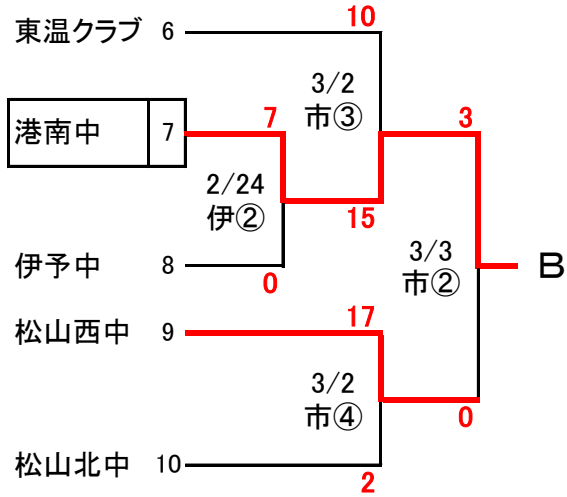 東温クラブ 6
10
3/2
市③
港南中 7
7
3
2/24
伊②
15
3/3
市②
B
伊予中 8
0
松山西中 9
17
3/2
市④
0
松山北中 10
2